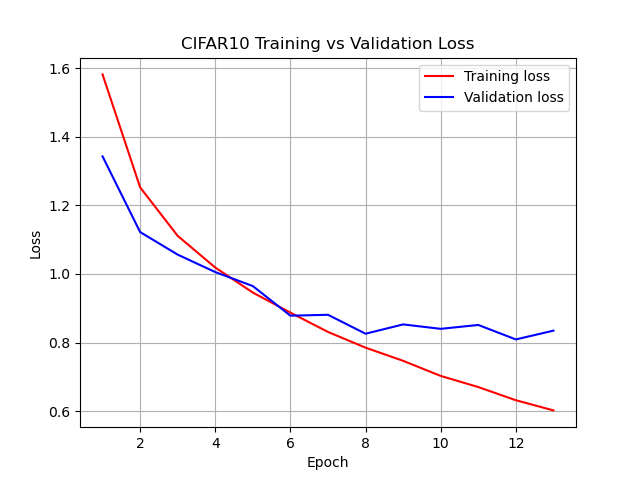 CIFAR10 Training vs Validation Loss
Training loss
Validation loss
Loss
1.6
1.4
1.2
1.0
0.8
0.6
2 4 6 8 10 12
Epoch